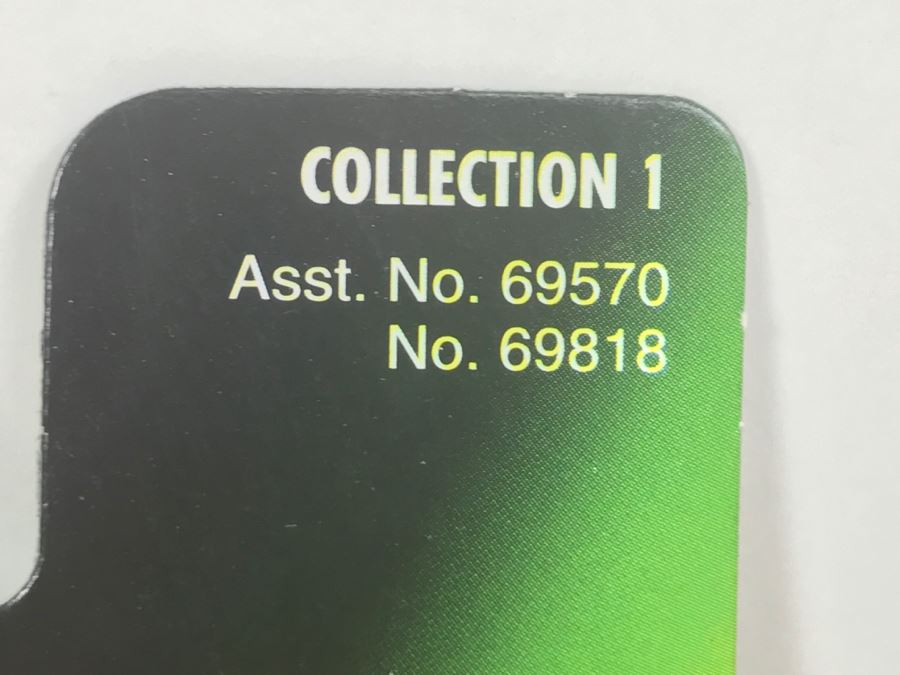 COLLECTION 1
Asst. No. 69570
No. 69818